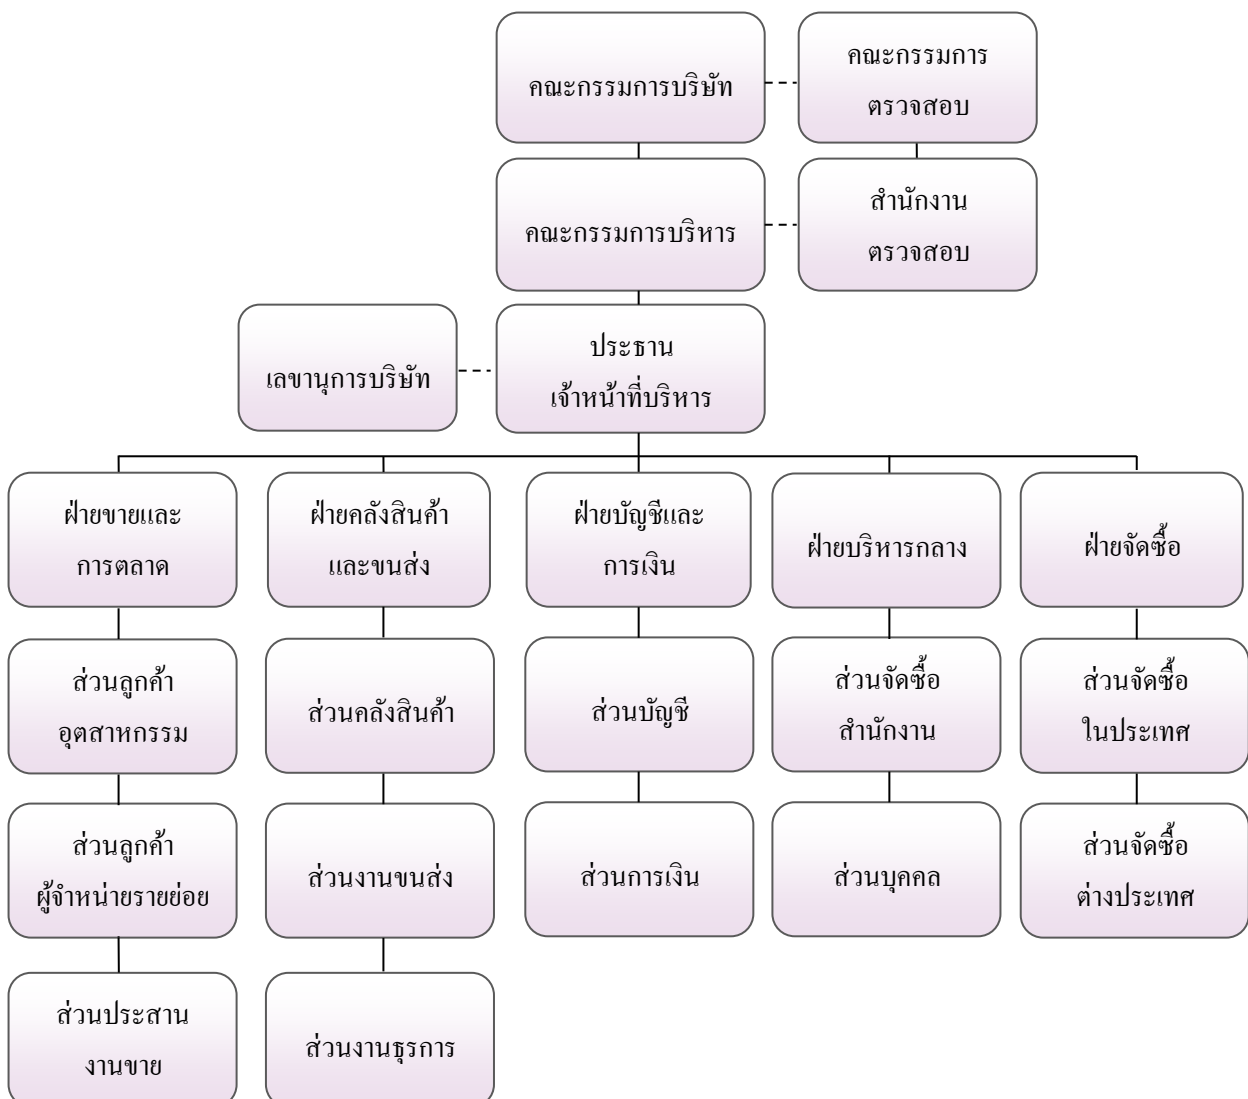 คณะกรรมการบริษัท
คณะกรรมการ
ตรวจสอบ
คณะกรรมการบริหาร
สำนักงาน
ตรวจสอบ
เลขานุการบริษัท
ประธาน
เจ้าหน้าที่บริหาร
ฝ่ายขายและ
การตลาด
ฝ่ายคลังสินค้า
และขนส่ง
ฝ่ายบัญชีและ
การเงิน
ฝ่ายบริหารกลาง
ฝ่ายจัดซื้อ
ส่วนลูกค้า
อุตสาหกรรม
ส่วนคลังสินค้า
ส่วนบัญชี
ส่วนจัดซื้อ
สำนักงาน
ส่วนจัดซื้อ
ในประเทศ
ส่วนลูกค้า
ผู้จำหน่ายรายย่อย
ส่วนงานขนส่ง
ส่วนการเงิน
ส่วนบุคคล
ส่วนจัดซื้อ
ต่างประเทศ
ส่วนประสาน
งานขาย
ส่วนงานธุรการ